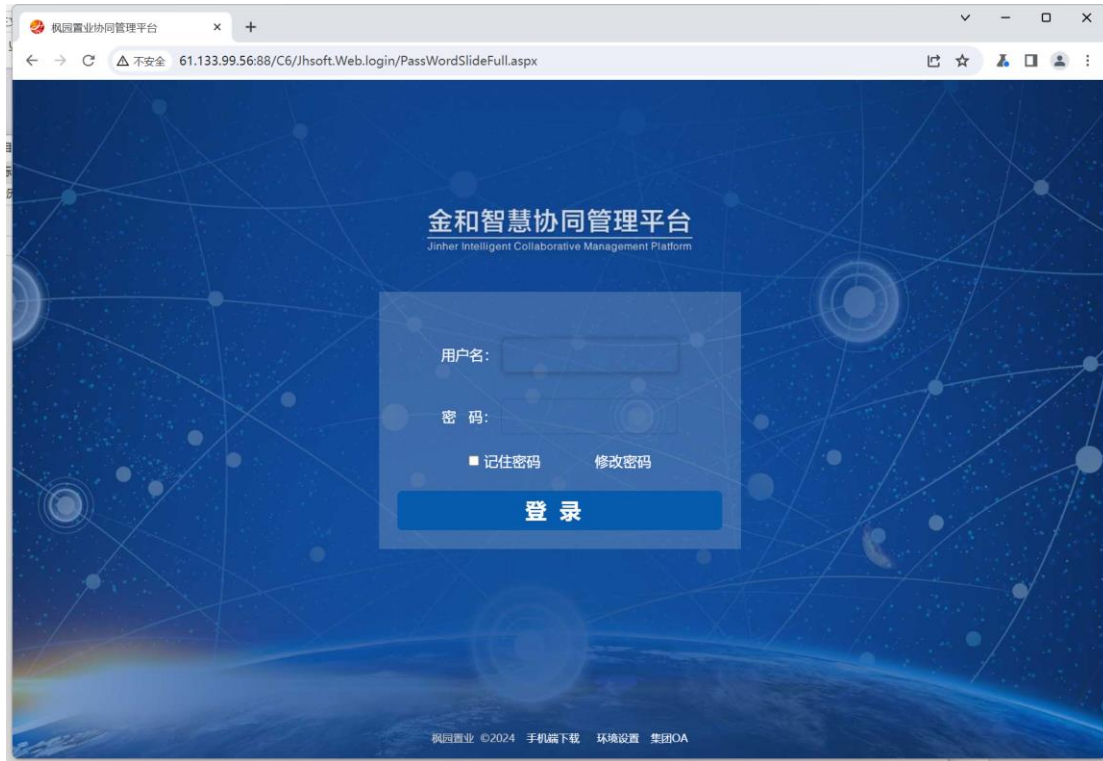 枫园置业协同管理平台
不安全 61.133.99.56:88/C6/Jhsoft.Web.login/PassWordSlideFull.aspx
金和智慧协同管理平台
Jinher Intelligent Collaborative Management Platform
用户名:
密 码:
记住密码 修改密码
登 录
枫园置业 ©2024 手机端下载 环境设置 集团OA